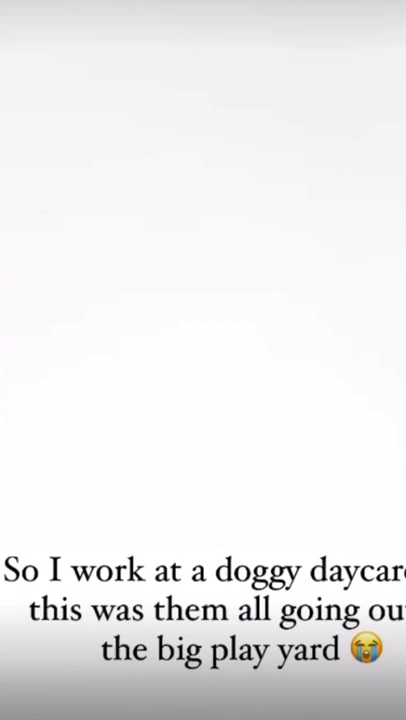 So I work at a doggy daycar
this was them all going ou
the big play yard 😭